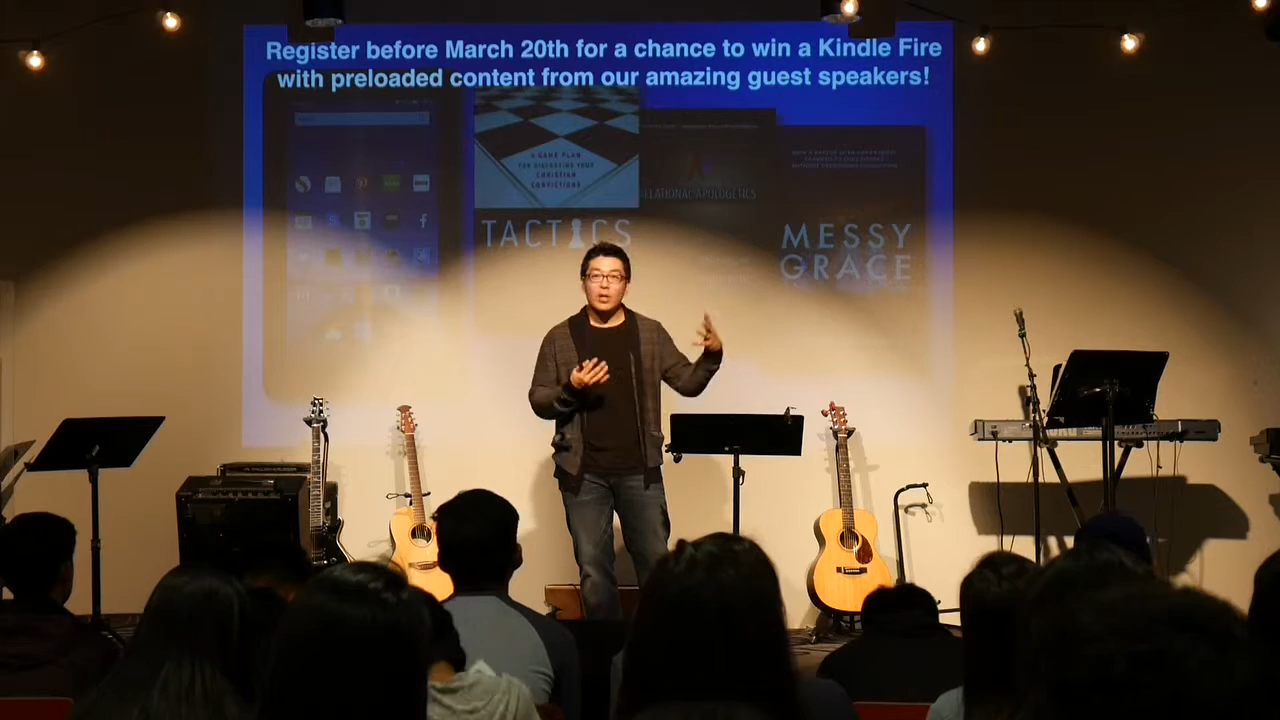 Register before March 20th for a chance to win a Kindle Fire
with preloaded content from our amazing guest speakers!
A GAME PLAN
FOR DISCUSSING YOUR
CHRISTIAN
CONVICTIONS
TACTICS
RELATIONAL APOLOGETICS
MESSY
GRACE